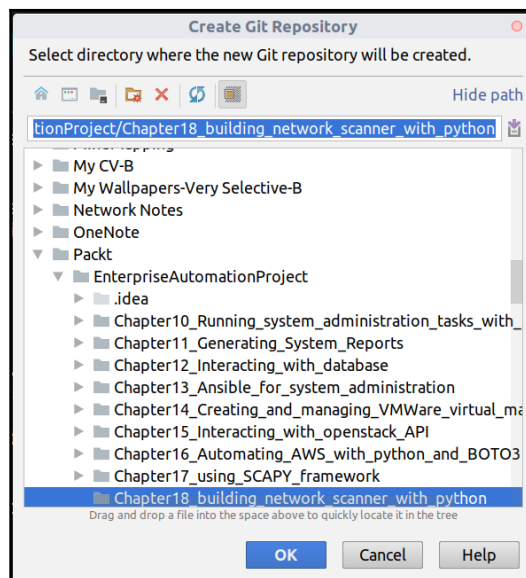 Create Git Repository
Select directory where the new Git repository will be created.
Hide path
tionProject/Chapter18_building_network_scanner_with_python
My CV-B
My Wallpapers-Very Selective-B
Network Notes
OneNote
Packt
EnterpriseAutomationProject
.idea
Chapter10_Running_system_administration_tasks_with_
Chapter11_Generating_System_Reports
Chapter12_Interacting_with_database
Chapter13_Ansible_for_system_administration
Chapter14_Creating_and_managing_VMWare_virtual_ma
Chapter15_Interacting_with_openstack_API
Chapter16_Automating_AWS_with_python_and_BOTO3
Chapter17_using_SCAPY_framework
Chapter18_building_network_scanner_with_python
Drag and drop a file into the space above to quickly locate it in the tree
OK Cancel Help